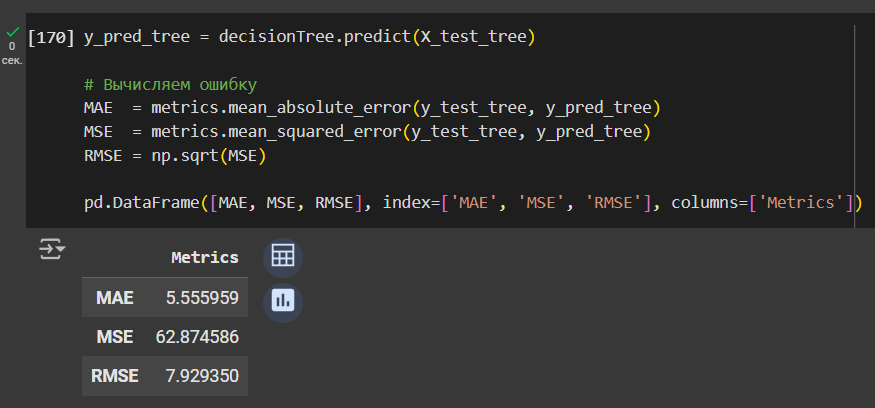 [170] y_pred_tree = decisionTree.predict(X_test_tree)
0
сек.
# Вычисляем ошибку
MAE  = metrics.mean_absolute_error(y_test_tree, y_pred_tree)
MSE  = metrics.mean_squared_error(y_test_tree, y_pred_tree)
RMSE = np.sqrt(MSE)
pd.DataFrame([MAE, MSE, RMSE], index=['MAE', 'MSE', 'RMSE'], columns=['Metrics'])
Metrics
MAE 5.555959
MSE 62.874586
RMSE 7.929350